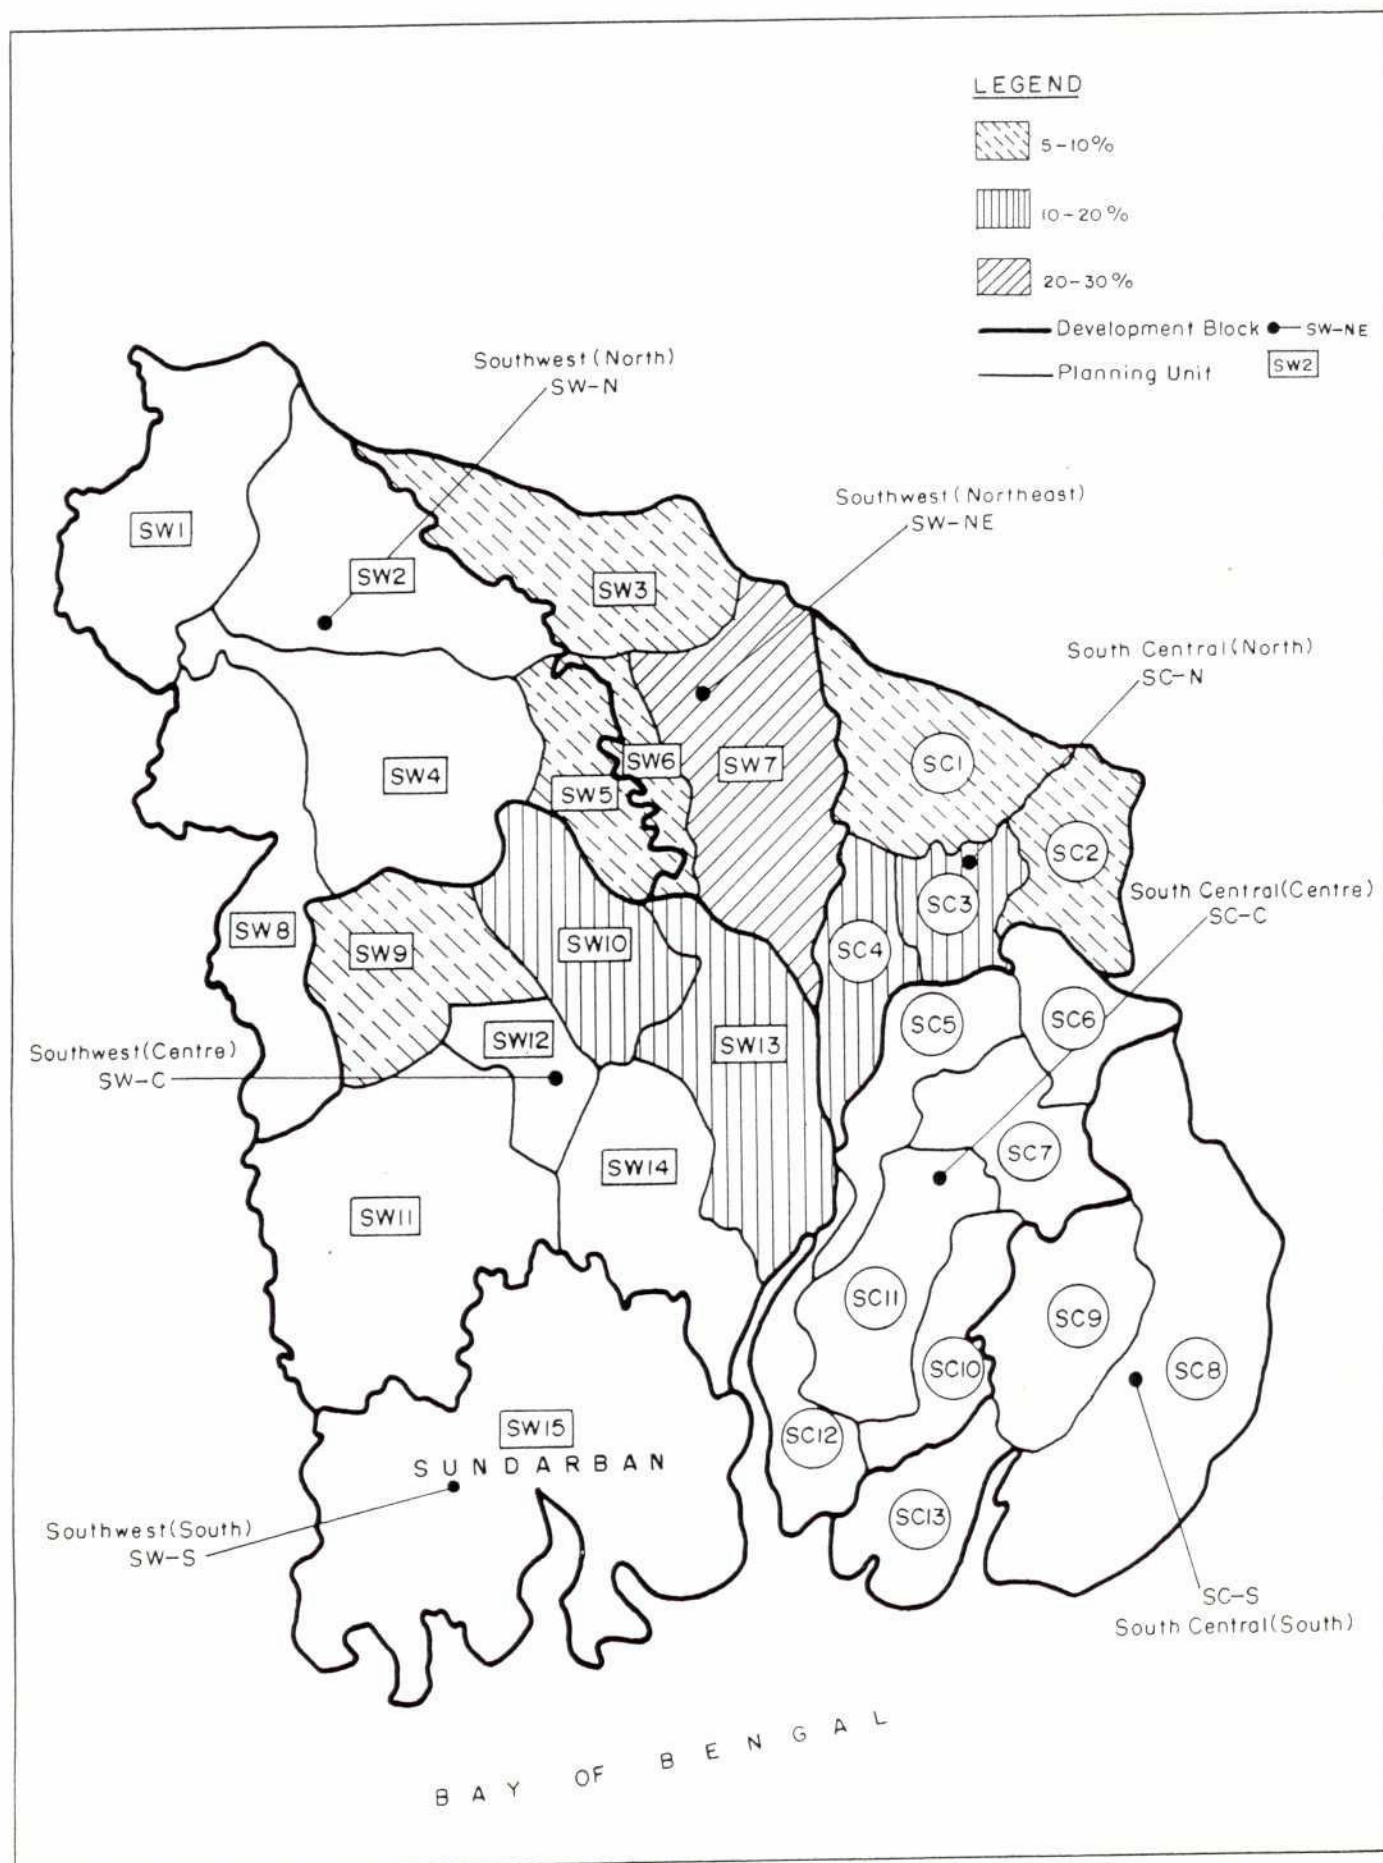 LEGEND
5-10%
10-20%
20-30%
Development Block SW-NE
Planning Unit SW2
Southwest (North)
SW-N
Southwest (Northeast)
SW-NE
SW1
SW2
SW3
South Central (North)
SC-N
SW4
SW5
SW6
SW7
SC1
SC2
South Central (Centre)
SC-C
SW8
SW9
SW10
SC3
SC4
SC5
SC6
Southwest (Centre)
SW-C
SW12
SW13
SC7
SW11
SW14
SC11
SC9
SC10
SC8
SW15
SUNDARBAN
SC12
SC13
Southwest (South)
SW-S
SC-S
South Central (South)
BAY OF BENGAL